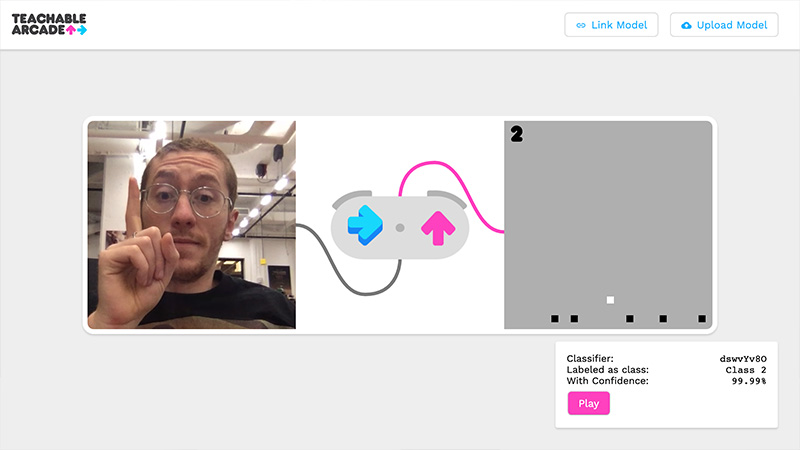 TEACHABLE
ARCADE
Link Model
Upload Model
2
Classifier: dswvYv8O
Labeled as class: Class 2
With Confidence: 99.99%
Play